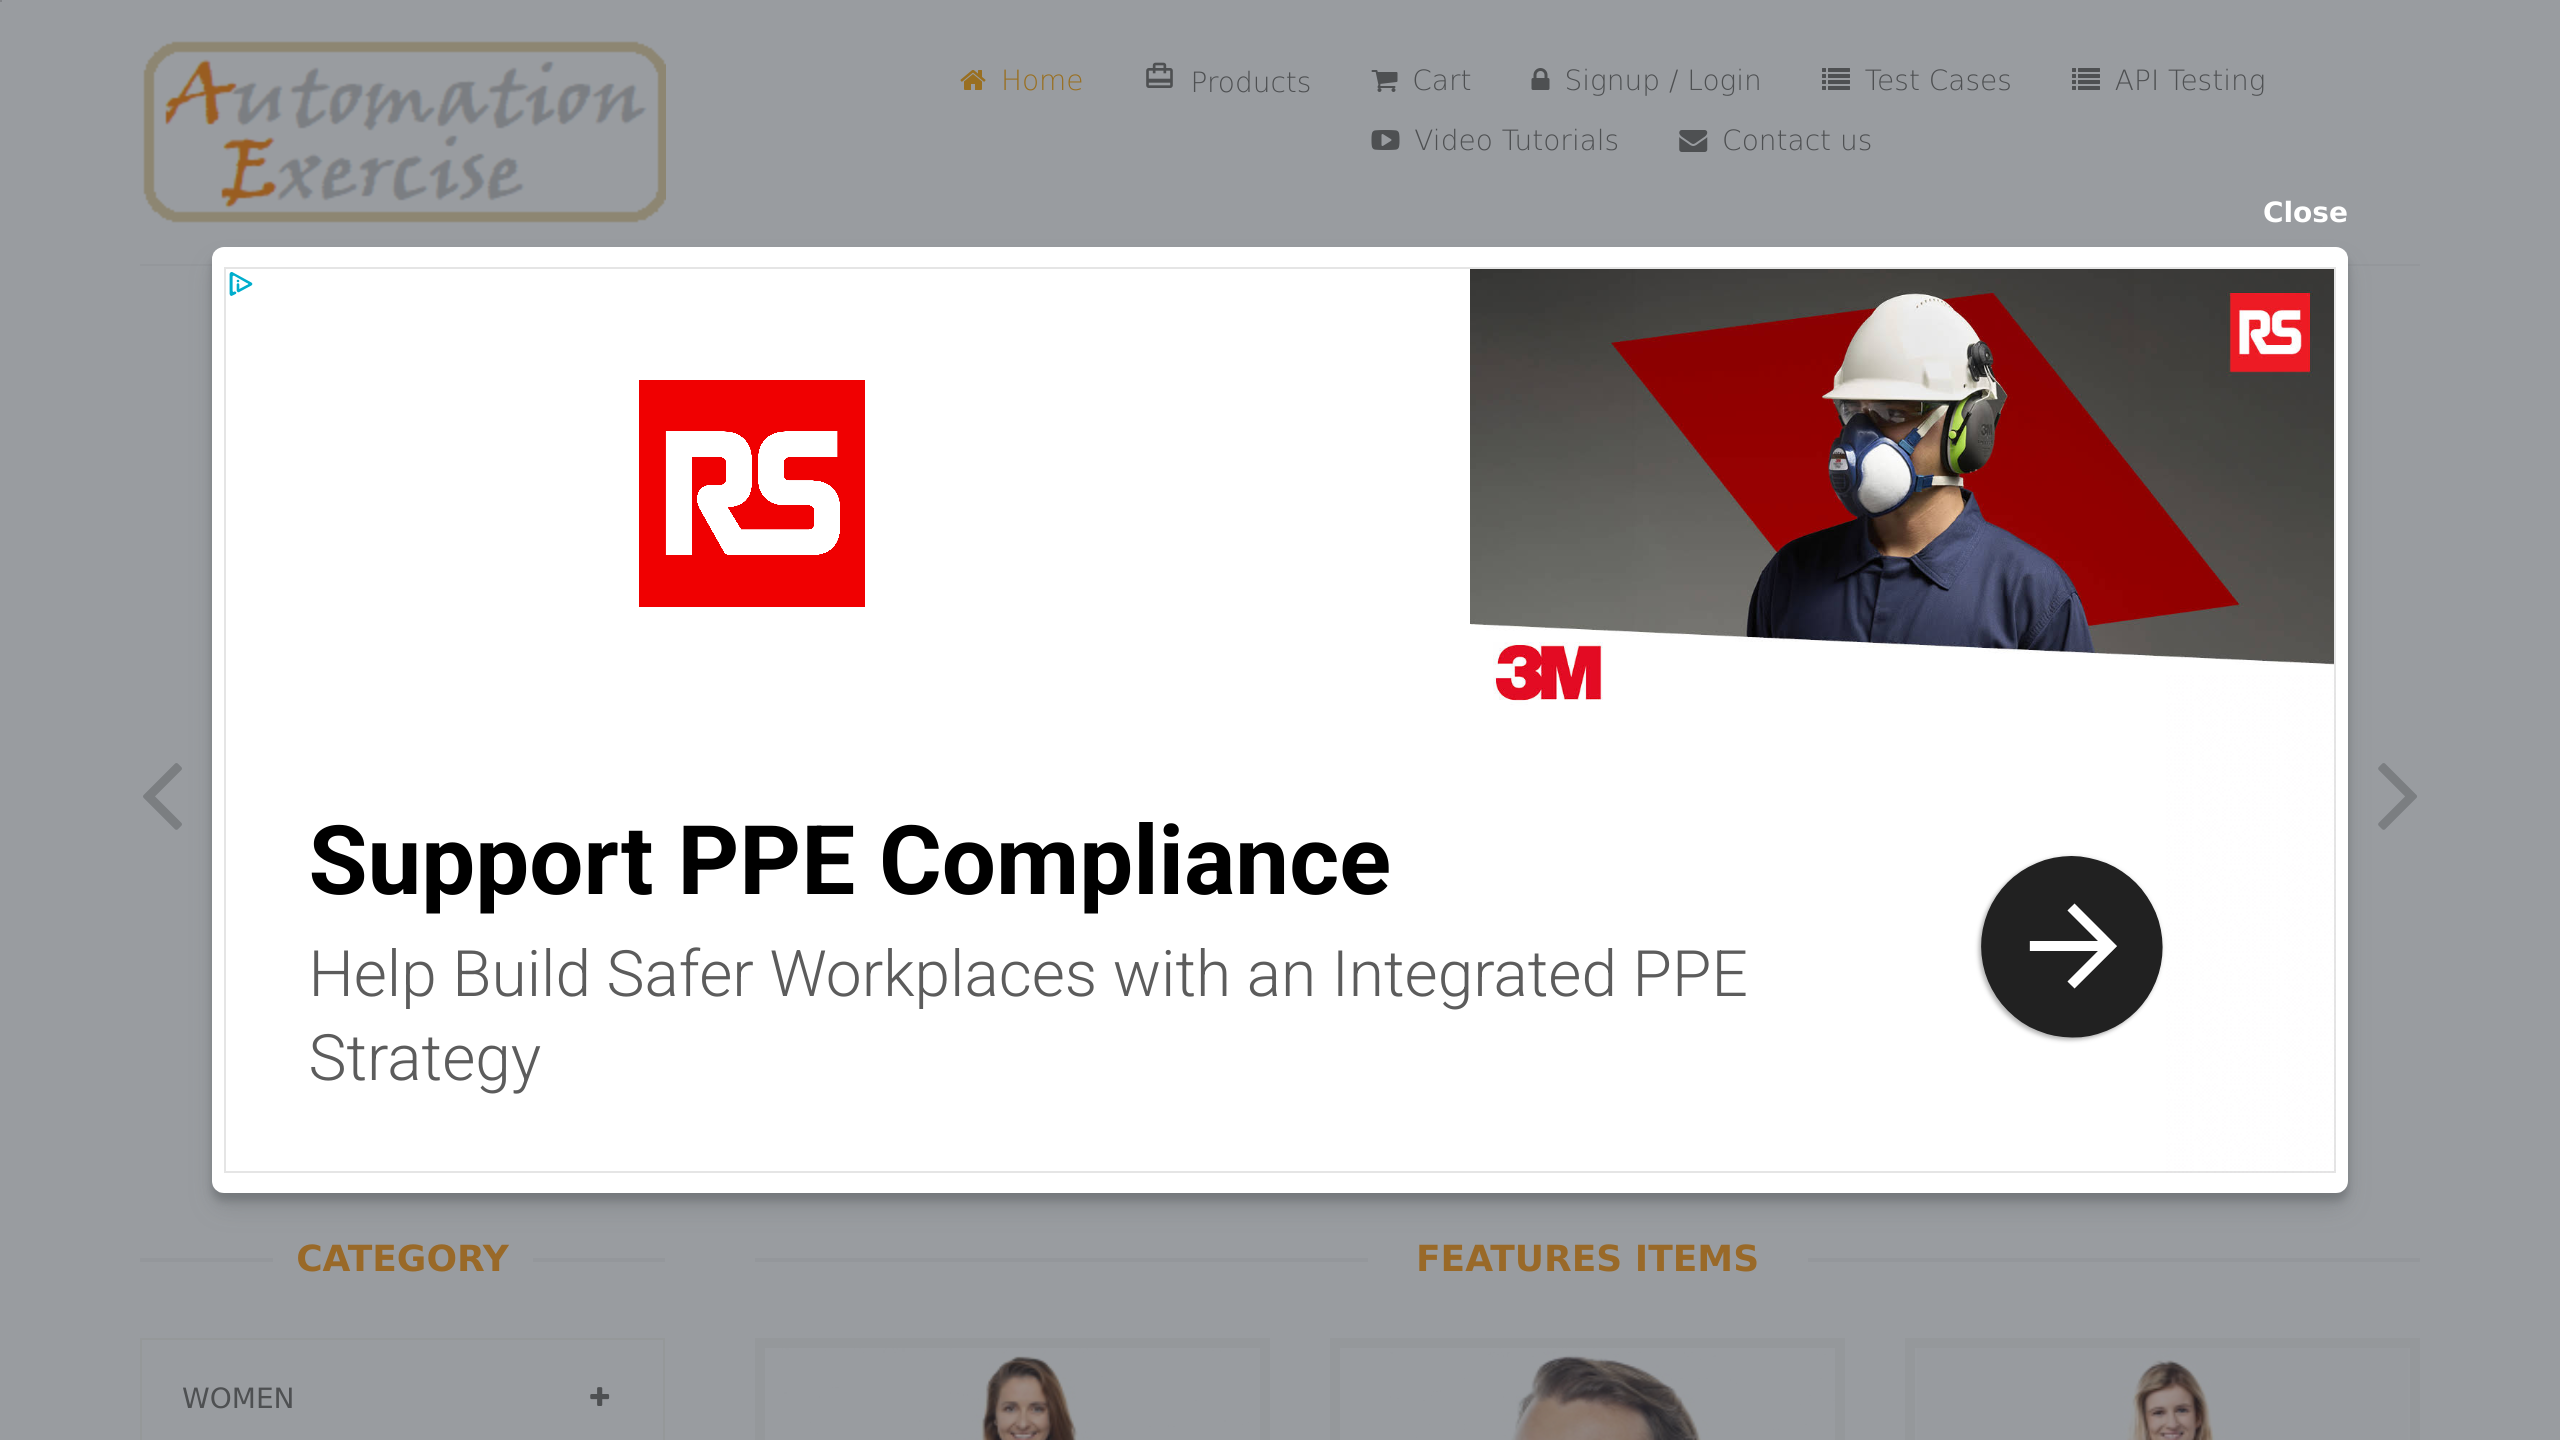 Automation
Exercise
Home
Products
Cart
Signup / Login
Test Cases
API Testing
Video Tutorials
Contact us
Close
RS
RS
3M
3M
Support PPE Compliance
Help Build Safer Workplaces with an Integrated PPE
Strategy
CATEGORY
FEATURES ITEMS
WOMEN